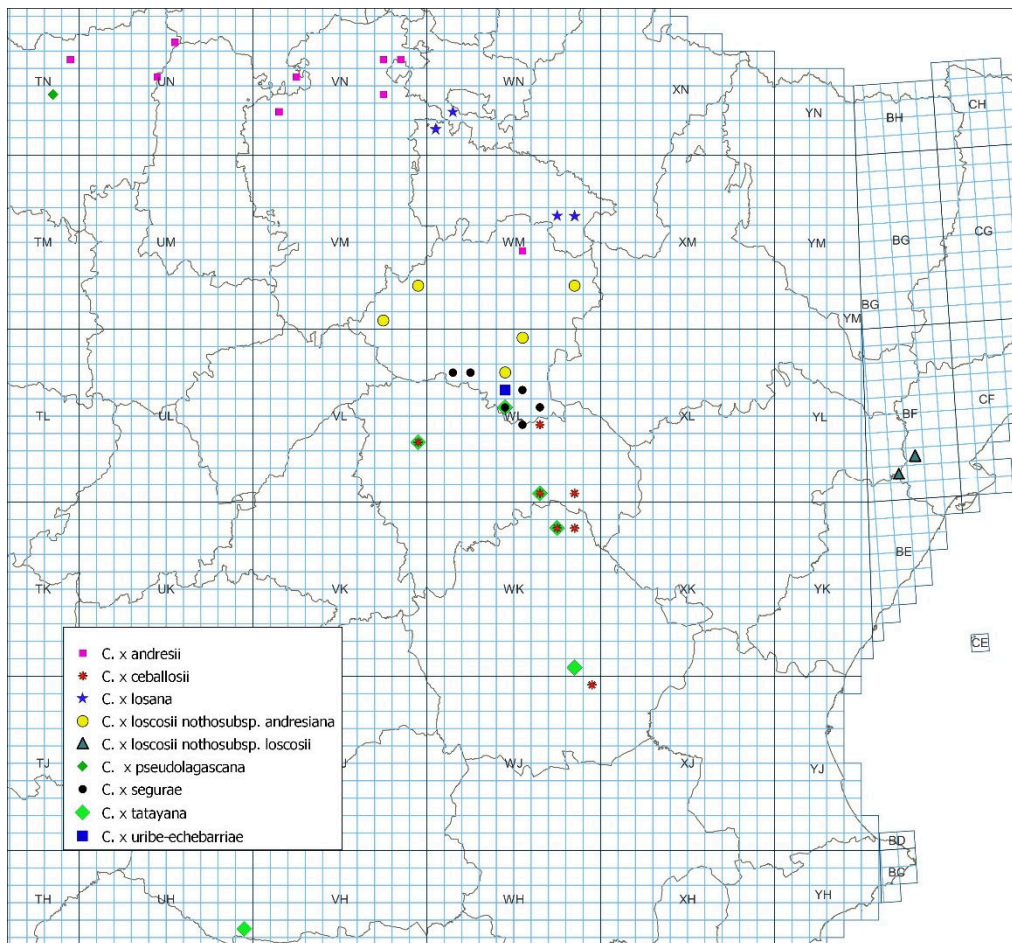 TN UN VN WN XN YN BH CH
TM UM VM WM XM YM BG CG
BG
YM
TL UL VL WL XL YL BF CF
BE
TK UK VK WK XK YK
CE
C. x andresii
C. x ceballosii
C. x losana
C. x loscosii nothosubsp. andresiana
C. x loscosii nothosubsp. loscosii
C. x pseudolagascana
C. x segurae
C. x tatayana
C. x uribe-echebarriae
TJ J WJ XJ YJ
BD
BC
TH UH VH WH XH YH